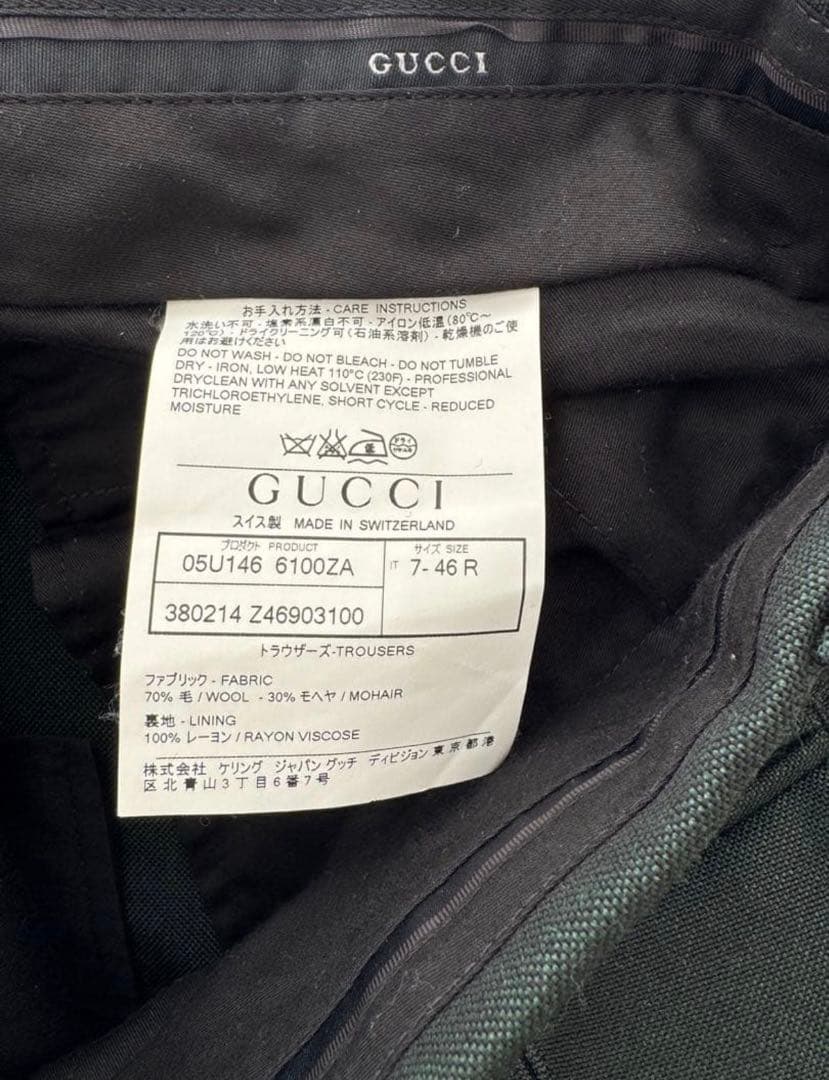 GUCCI
お手入れ方法 - CARE INSTRUCTIONS
水洗い不可 - 塩素系漂白不可 - アイロン低温(80℃～
120℃) - ドライクリーニング可(石油系溶剤) - 乾燥機のご使
用はお避けください
DO NOT WASH - DO NOT BLEACH - DO NOT TUMBLE
DRY - IRON, LOW HEAT 110°C (230F) - PROFESSIONAL
DRYCLEAN WITH ANY SOLVENT EXCEPT
TRICHLOROETHYLENE, SHORT CYCLE - REDUCED
MOISTURE
低 ドライ
GUCCI
スイス製 MADE IN SWITZERLAND
プロダクト PRODUCT サイズ SIZE
05U146 6100ZA IT 7- 46 R
380214 Z46903100
トラウザーズ-TROUSERS
ファブリック - FABRIC
70% 毛 / WOOL - 30% モヘヤ / MOHAIR
裏地 - LINING
100% レーヨン / RAYON VISCOSE
株式会社 ケリング ジャパン グッチ ディビジョン 東京都港
区北青山3丁目6番7号